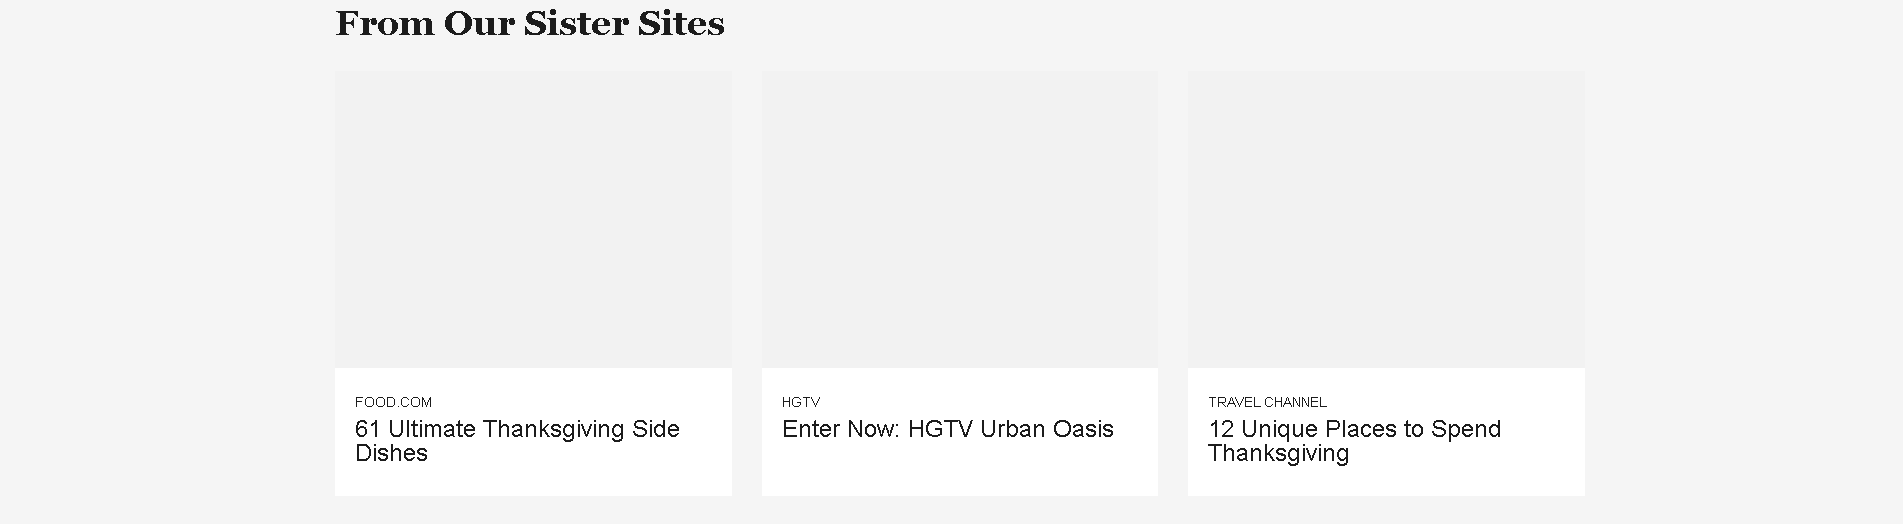 From Our Sister Sites
FOOD.COM
61 Ultimate Thanksgiving Side
Dishes
HGTV
Enter Now: HGTV Urban Oasis
TRAVEL CHANNEL
12 Unique Places to Spend
Thanksgiving